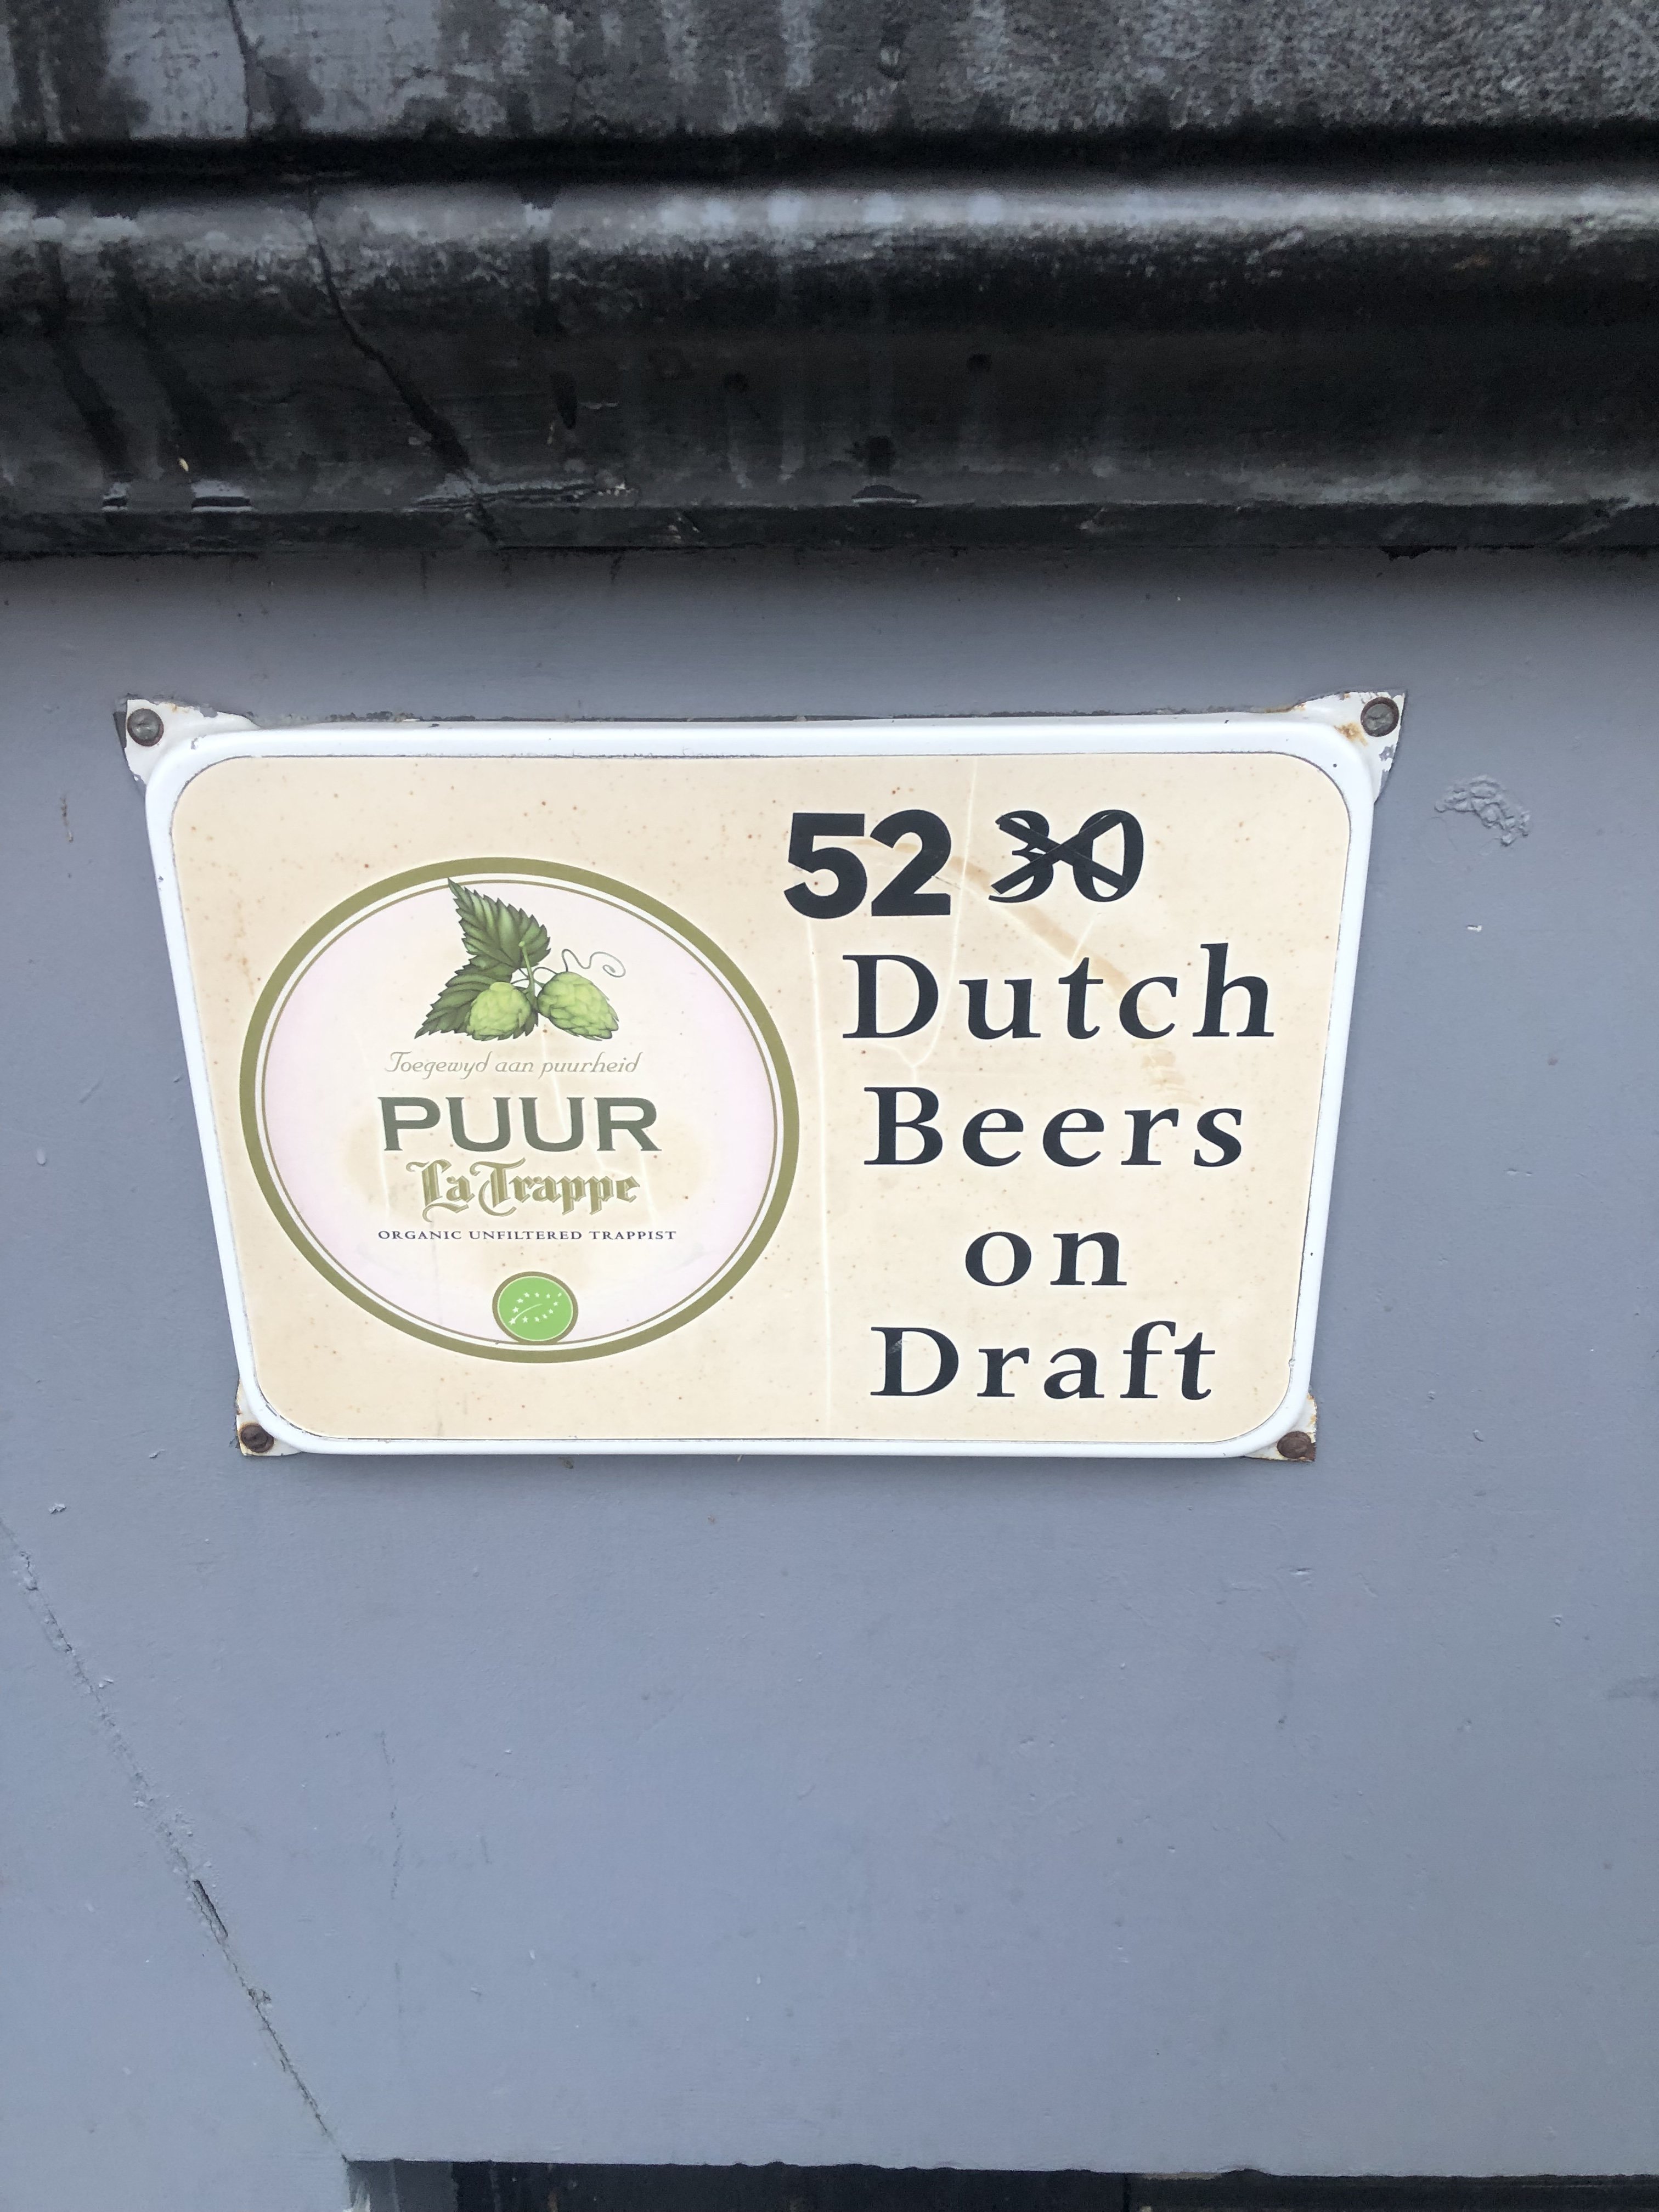 Toegewyd aan puurheid
PUUR
La Trappe
ORGANIC UNFILTERED TRAPPIST
52 30
Dutch
Beers
on
Draft